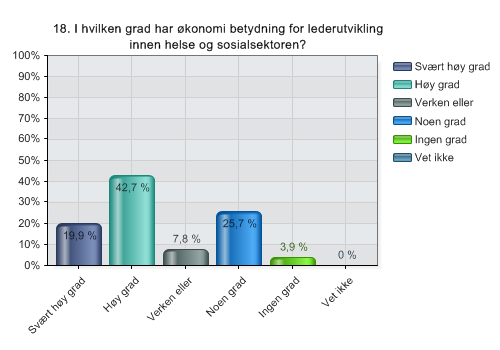 18. I hvilken grad har økonomi betydning for lederutvikling
innen helse og sosialsektoren?
100%
90%
80%
70%
60%
50%
40%
30%
20%
10%
0%
19,9 %
42,7 %
7,8 %
25,7 %
3,9 %
0 %
Svært høy grad
Høy grad
Verken eller
Noen grad
Ingen grad
Vet ikke
Svært høy grad
Høy grad
Verken eller
Noen grad
Ingen grad
Vet ikke